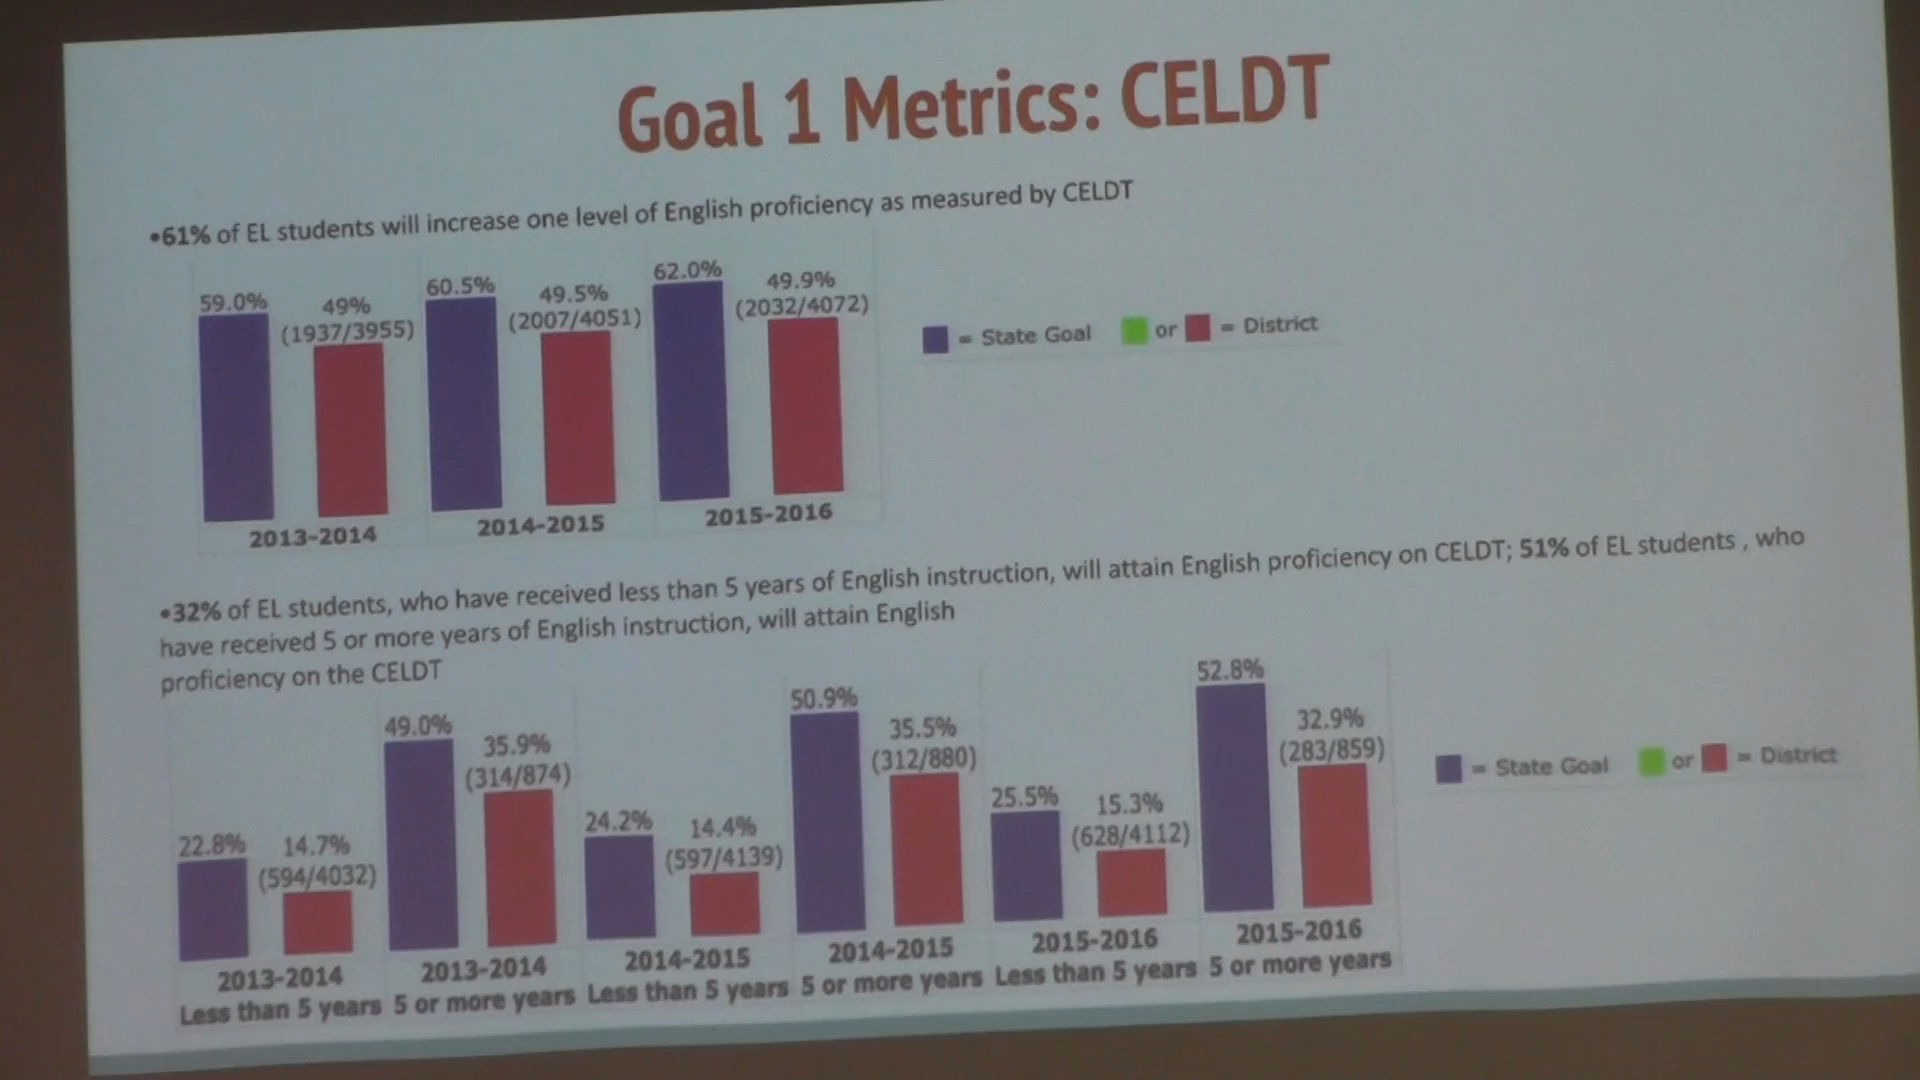 Goal 1 Metrics: CELDT
•61% of EL students will increase one level of English proficiency as measured by CELDT
59.0%
49%
(1937/3955)
60.5%
49.5%
(2007/4051)
62.0%
49.9%
(2032/4072)
2013-2014
2014-2015
2015-2016
= State Goal or = District
•32% of EL students, who have received less than 5 years of English instruction, will attain English proficiency on CELDT; 51% of EL students , who
have received 5 or more years of English instruction, will attain English
proficiency on the CELDT
22.8%
14.7%
(594/4032)
49.0%
35.9%
(314/874)
24.2%
14.4%
(597/4139)
50.9%
35.5%
(312/880)
25.5%
15.3%
(628/4112)
52.8%
32.9%
(283/859)
2013-2014
Less than 5 years
2013-2014
5 or more years
2014-2015
Less than 5 years
2014-2015
5 or more years
2015-2016
Less than 5 years
2015-2016
5 or more years
= State Goal or = District